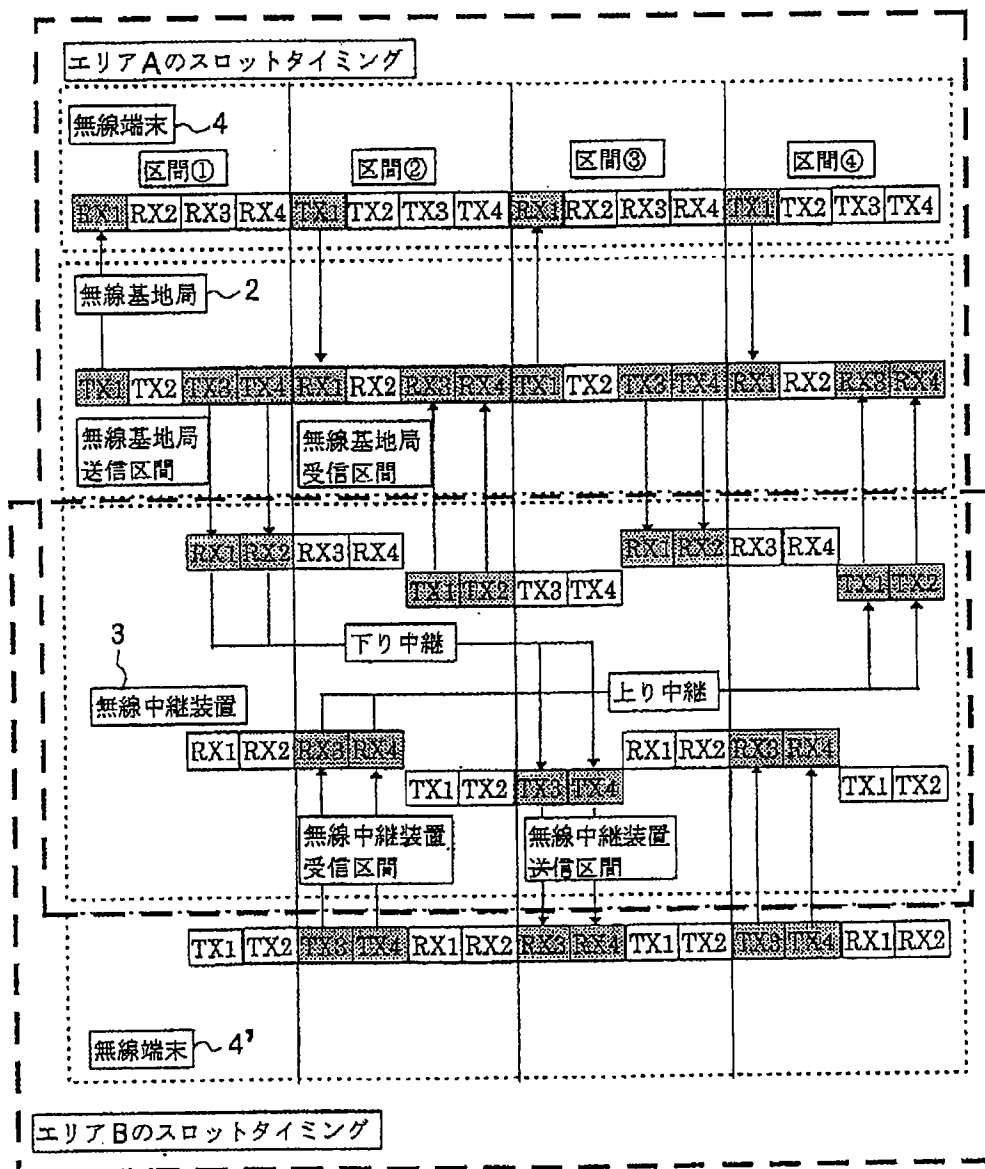 エリアAのスロットタイミング
無線端末 4
区間① 区間② 区間③ 区間④
RX1 RX2 RX3 RX4 TX1 TX2 TX3 TX4 RX1 RX2 RX3 RX4 TX1 TX2 TX3 TX4
無線基地局 2
TX1 TX2 TX3 TX4 RX1 RX2 RX3 RX4 TX1 TX2 TX3 TX4 RX1 RX2 RX3 RX4
無線基地局 無線基地局
送信区間 受信区間
RX1 RX2 RX3 RX4 RX1 RX2 RX3 RX4
TX1 TX2 TX3 TX4 TX1 TX2
下り中継
3
上り中継
無線中継装置
RX1 RX2 RX3 RX4 RX1 RX2 RX3 RX4
TX1 TX2 TX3 TX4 TX1 TX2
無線中継装置 無線中継装置
受信区間 送信区間
TX1 TX2 TX3 TX4 RX1 RX2 RX3 RX4 TX1 TX2 TX3 TX4 RX1 RX2
無線端末 4'
エリアBのスロットタイミング